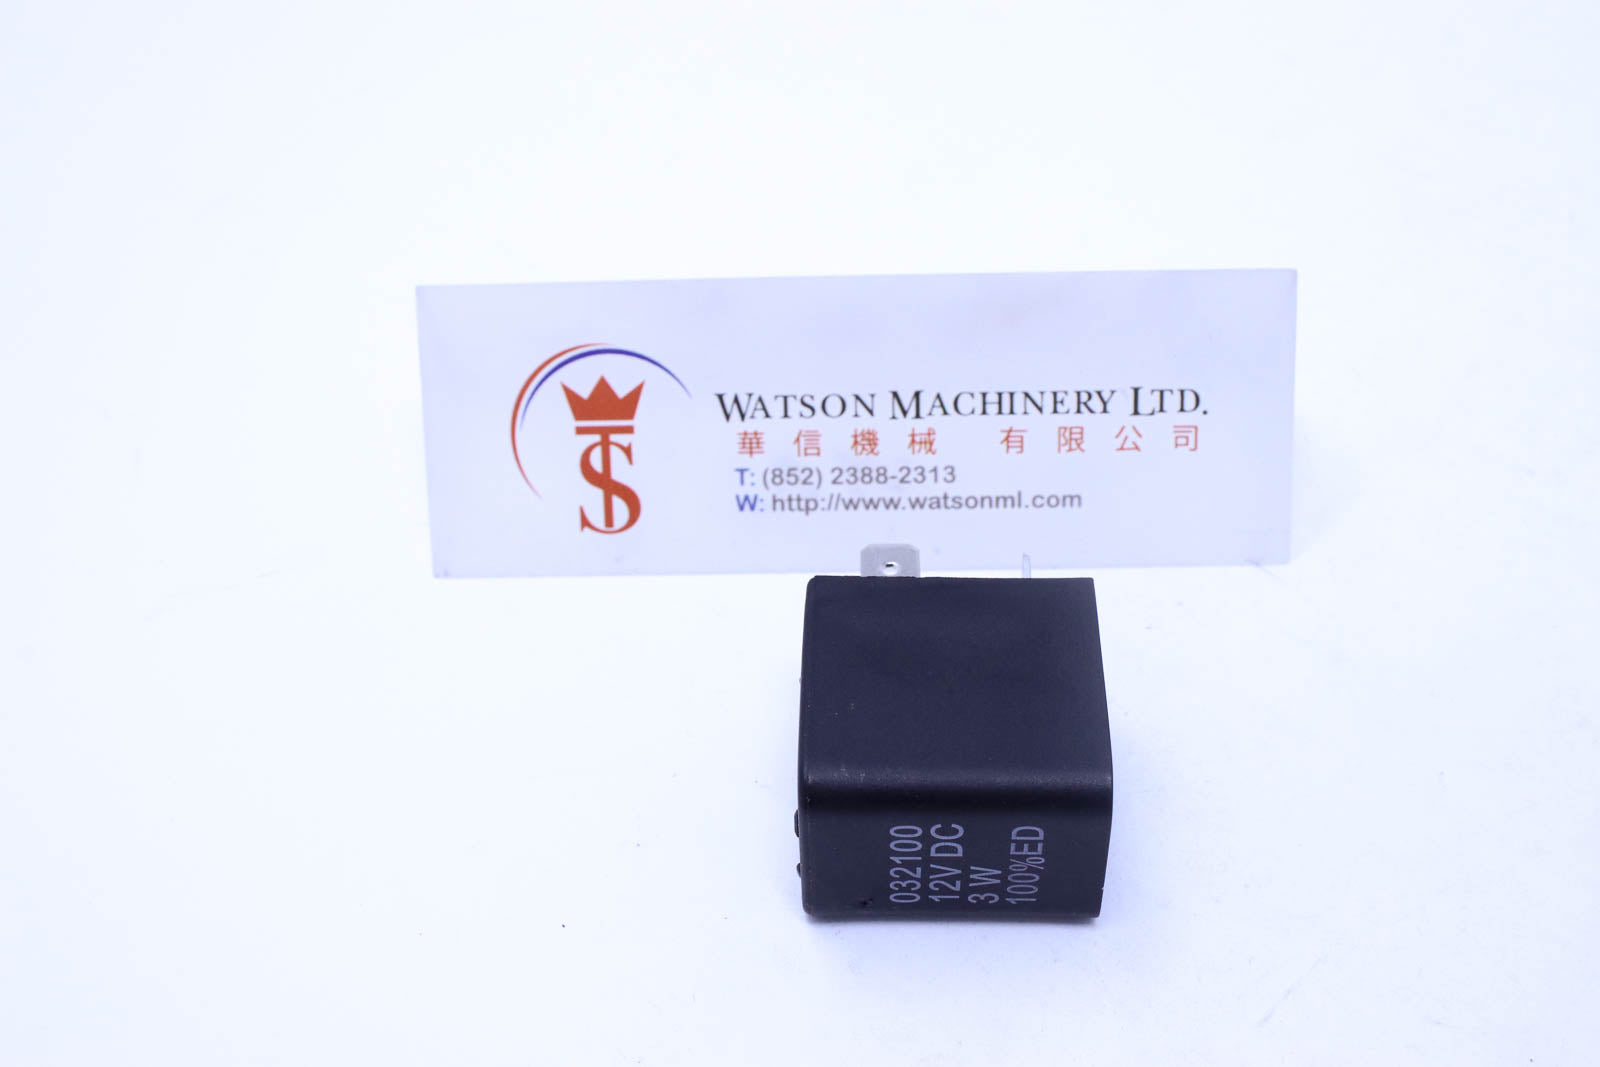 TS
WATSON MACHINERY LTD.
華信機械 有限公司
T: (852) 2388-2313
W: http://www.watsonml.com
032100
12V DC
3 W
100%ED